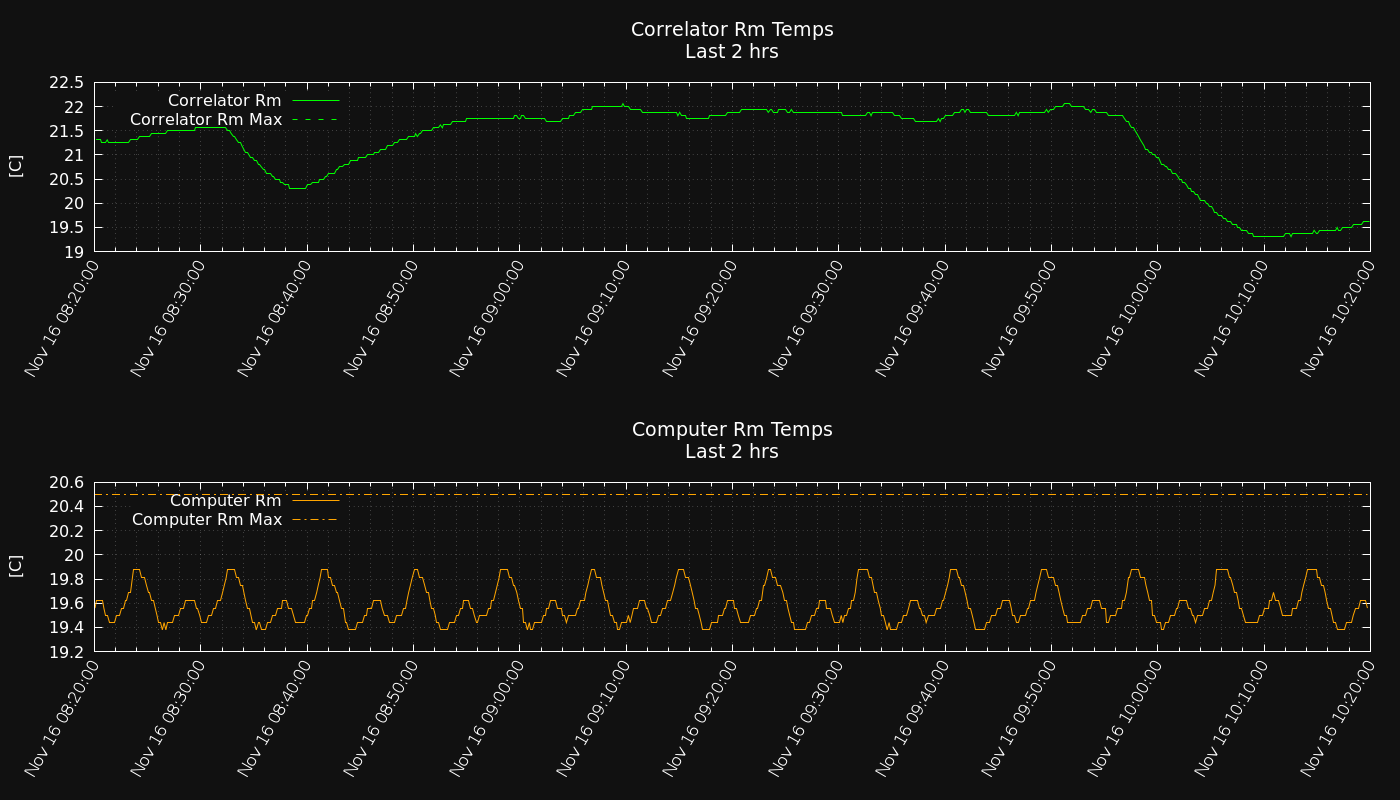 Correlator Rm Temps
Last 2 hrs
22.5
22
21.5
21
20.5
20
19.5
19
[C]
Correlator Rm
Correlator Rm Max
Nov 16 08:20:00
Nov 16 08:30:00
Nov 16 08:40:00
Nov 16 08:50:00
Nov 16 09:00:00
Nov 16 09:10:00
Nov 16 09:20:00
Nov 16 09:30:00
Nov 16 09:40:00
Nov 16 09:50:00
Nov 16 10:00:00
Nov 16 10:10:00
Nov 16 10:20:00
Computer Rm Temps
Last 2 hrs
20.6
20.4
20.2
20
19.8
19.6
19.4
19.2
[C]
Computer Rm
Computer Rm Max
Nov 16 08:20:00
Nov 16 08:30:00
Nov 16 08:40:00
Nov 16 08:50:00
Nov 16 09:00:00
Nov 16 09:10:00
Nov 16 09:20:00
Nov 16 09:30:00
Nov 16 09:40:00
Nov 16 09:50:00
Nov 16 10:00:00
Nov 16 10:10:00
Nov 16 10:20:00